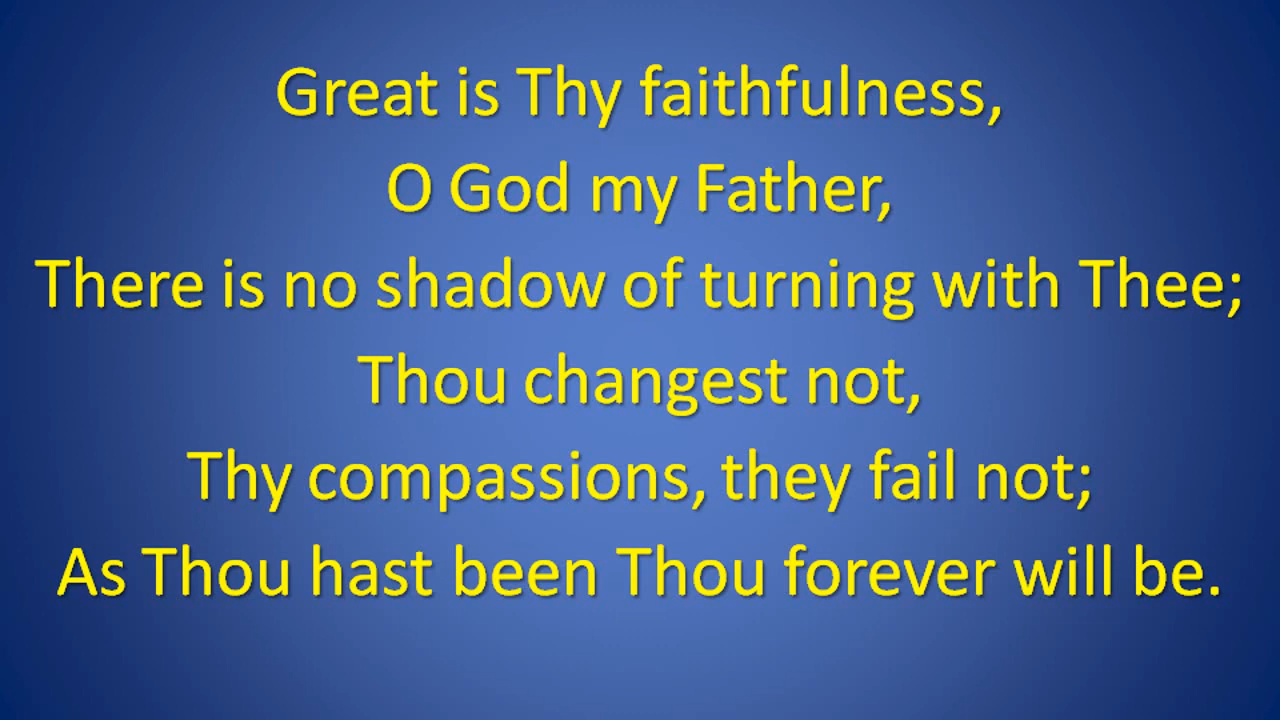 Great is Thy faithfulness,
O God my Father,
There is no shadow of turning with Thee;
Thou changest not,
Thy compassions, they fail not;
As Thou hast been Thou forever will be.